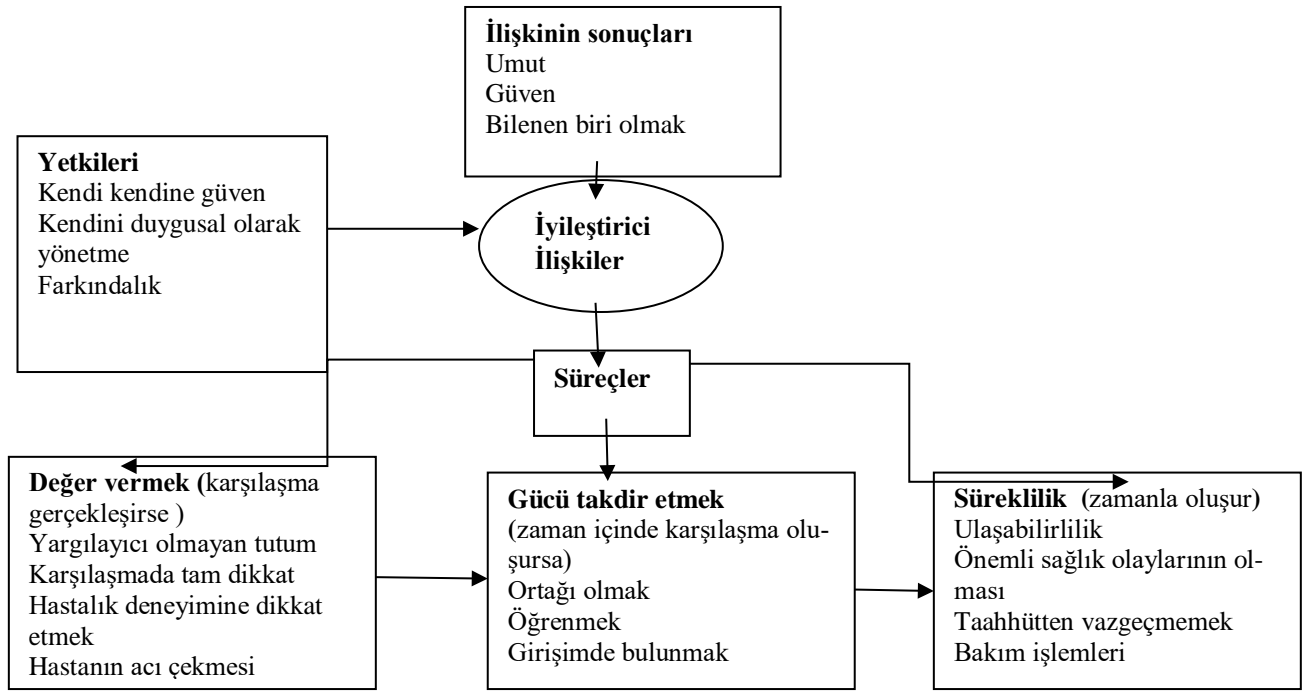 İlişkinin sonuçları
Umut
Güven
Bilenen biri olmak
Yetkileri
Kendi kendine güven
Kendini duygusal olarak
yönetme
Farkındalık
İyileştirici
İlişkiler
Süreçler
Değer vermek (karşılaşma
gerçekleşirse )
Yargılayıcı olmayan tutum
Karşılaşmada tam dikkat
Hastalık deneyimine dikkat
etmek
Hastanın acı çekmesi
Gücü takdir etmek
(zaman içinde karşılaşma olu-
şursa)
Ortağı olmak
Öğrenmek
Girişimde bulunmak
Süreklilik (zamanla oluşur)
Ulaşabilirlilik
Önemli sağlık olaylarının ol-
ması
Taahhütten vazgeçmemek
Bakım işlemleri